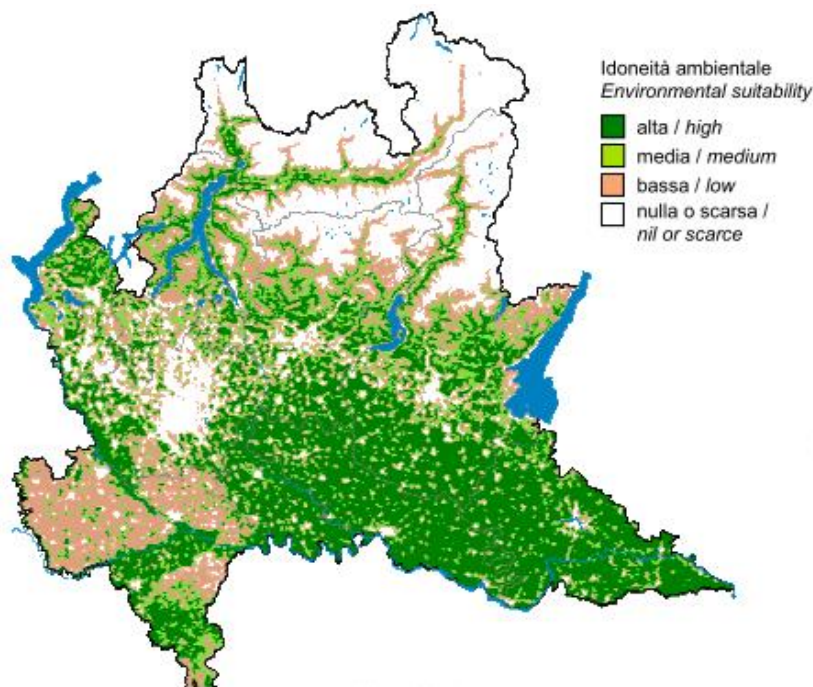 Idoneità ambientale
Environmental suitability
alta / high
media / medium
bassa / low
nulla o scarsa /
nil or scarce